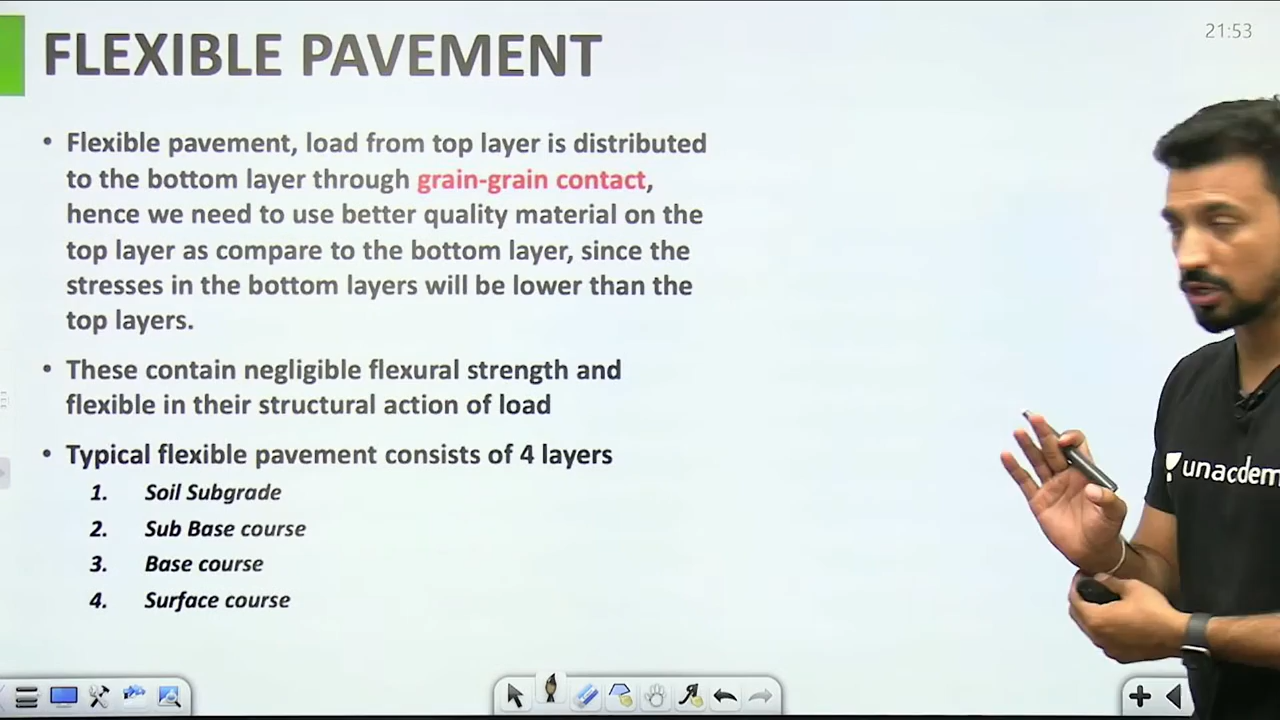 21:53
FLEXIBLE PAVEMENT
• Flexible pavement, load from top layer is distributed
to the bottom layer through grain-grain contact,
hence we need to use better quality material on the
top layer as compare to the bottom layer, since the
stresses in the bottom layers will be lower than the
top layers.
• These contain negligible flexural strength and
flexible in their structural action of load
• Typical flexible pavement consists of 4 layers
1. Soil Subgrade
2. Sub Base course
3. Base course
4. Surface course
unacdem